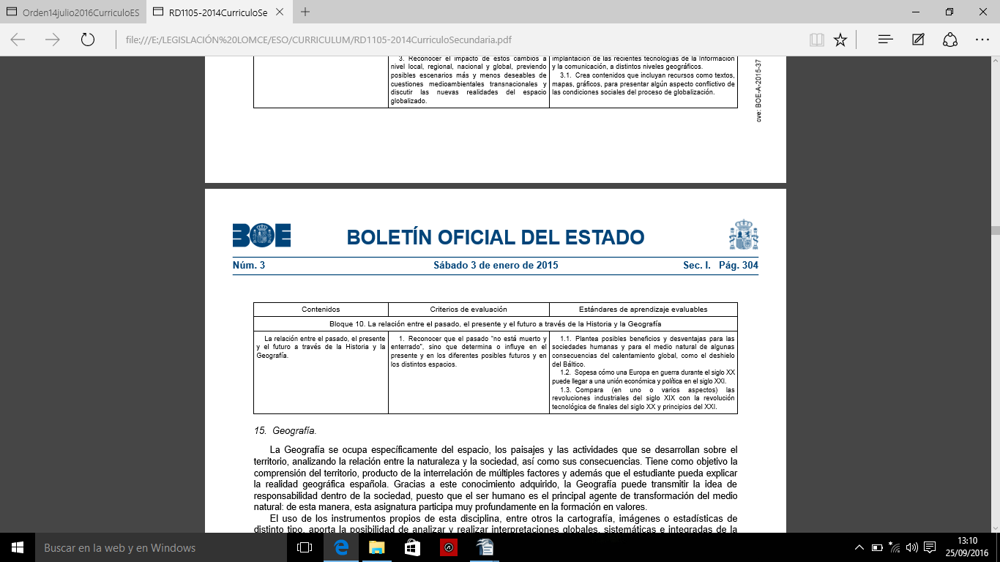 Orden14julio2016CurriculoES
RD1105-2014CurriculoSe
file:///E:/LEGISLACIÓN%20LOMCE/ESO/CURRICULUM/RD1105-2014CurriculoSecundaria.pdf
3. Reconocer el impacto de estos cambios a
nivel local, regional, nacional y global, previendo
posibles escenarios más y menos deseables de
cuestiones medioambientales transnacionales y
discutir las nuevas realidades del espacio
globalizado.
implantación de las recientes tecnologías de la Información
y la comunicación, a distintos niveles geográficos.
3.1. Crea contenidos que incluyan recursos como textos,
mapas, gráficos, para presentar algún aspecto conflictivo de
las condiciones sociales del proceso de globalización.
cve: BOE-A-2015-37
BOE
BOLETÍN OFICIAL DEL ESTADO
Núm. 3
Sábado 3 de enero de 2015
Sec. I. Pág. 304
Contenidos
Criterios de evaluación
Estándares de aprendizaje evaluables
Bloque 10. La relación entre el pasado, el presente y el futuro a través de la Historia y la Geografía
La relación entre el pasado, el presente
y el futuro a través de la Historia y la
Geografía.
1. Reconocer que el pasado “no está muerto y
enterrado”, sino que determina o influye en el
presente y en los diferentes posibles futuros y en
los distintos espacios.
1.1. Plantea posibles beneficios y desventajas para las
sociedades humanas y para el medio natural de algunas
consecuencias del calentamiento global, como el deshielo
del Báltico.
1.2. Sopesa cómo una Europa en guerra durante el siglo XX
puede llegar a una unión económica y política en el siglo XXI.
1.3. Compara (en uno o varios aspectos) las
revoluciones industriales del siglo XIX con la revolución
tecnológica de finales del siglo XX y principios del XXI.
15. Geografía.
La Geografía se ocupa específicamente del espacio, los paisajes y las actividades que se desarrollan sobre el
territorio, analizando la relación entre la naturaleza y la sociedad, así como sus consecuencias. Tiene como objetivo la
comprensión del territorio, producto de la interrelación de múltiples factores y además que el estudiante pueda explicar
la realidad geográfica española. Gracias a este conocimiento adquirido, la Geografía puede transmitir la idea de
responsabilidad dentro de la sociedad, puesto que el ser humano es el principal agente de transformación del medio
natural: de esta manera, esta asignatura participa muy profundamente en la formación en valores.
El uso de los instrumentos propios de esta disciplina, entre otros la cartografía, imágenes o estadísticas de
distinto tipo, aporta la posibilidad de analizar y realizar interpretaciones globales, sistemáticas e integradas de la
Buscar en la web y en Windows
13:10
25/09/2016